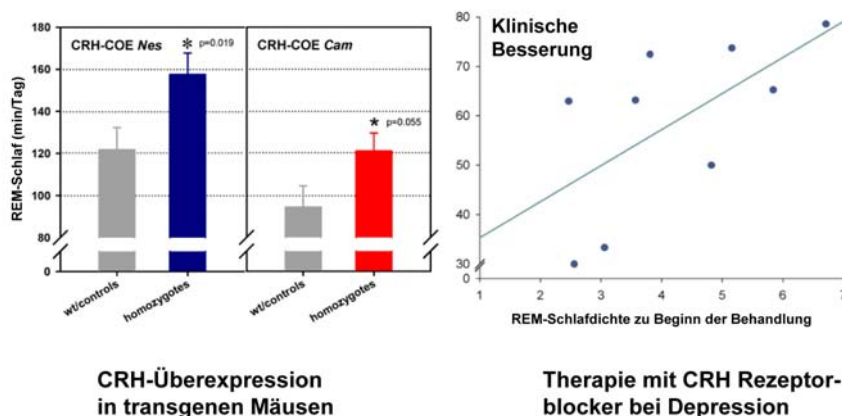 180
160
140
120
100
80
0
REM-Schlaf (min/Tag)
CRH-COE Nes
* p=0.019
CRH-COE Cam
* p=0.055
wt/controls
homozygotes
wt/controls
homozygotes
CRH-Überexpression
in transgenen Mäusen
Klinische
Besserung
80
70
60
50
40
30
0
1
2
3
4
5
6
7
REM-Schlafdichte zu Beginn der Behandlung
Therapie mit CRH Rezeptor-
blocker bei Depression